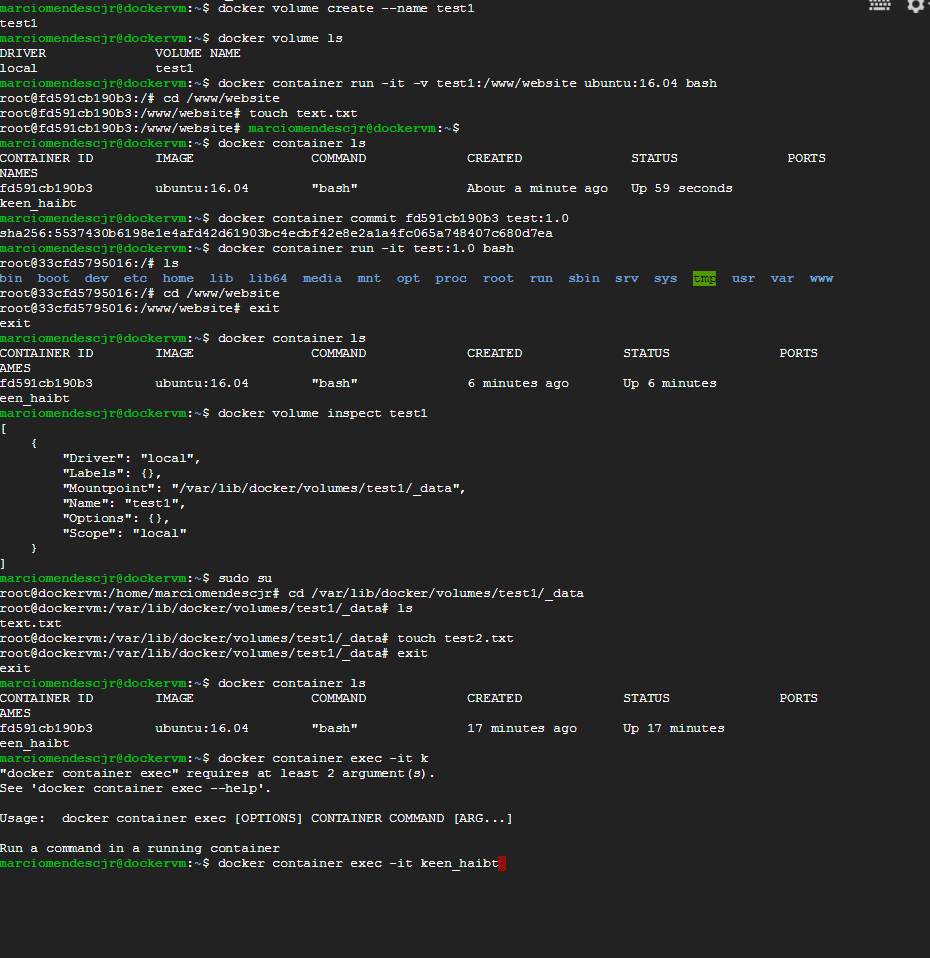 marciomendescjr@dockervm:~$ docker volume create --name test1
test1
marciomendescjr@dockervm:~$ docker volume ls
DRIVER              VOLUME NAME
local               test1
marciomendescjr@dockervm:~$ docker container run -it -v test1:/www/website ubuntu:16.04 bash
root@fd591cb190b3:/# cd /www/website
root@fd591cb190b3:/www/website# touch text.txt
root@fd591cb190b3:/www/website# marciomendescjr@dockervm:~$
marciomendescjr@dockervm:~$ docker container ls
CONTAINER ID        IMAGE               COMMAND             CREATED              STATUS              PORTS
NAMES
fd591cb190b3        ubuntu:16.04        "bash"              About a minute ago   Up 59 seconds
keen_haibt
marciomendescjr@dockervm:~$ docker container commit fd591cb190b3 test:1.0
sha256:5537430b6198e1e4afd42d61903bc4ecbf42e8e2a1a4fc065a748407c680d7ea
marciomendescjr@dockervm:~$ docker container run -it test:1.0 bash
root@33cfd5795016:/# ls
bin  boot  dev  etc  home  lib  lib64  media  mnt  opt  proc  root  run  sbin  srv  sys  tmp  usr  var  www
root@33cfd5795016:/# cd /www/website
root@33cfd5795016:/www/website# exit
exit
marciomendescjr@dockervm:~$ docker container ls
CONTAINER ID        IMAGE               COMMAND             CREATED             STATUS              PORTS
AMES
fd591cb190b3        ubuntu:16.04        "bash"              6 minutes ago       Up 6 minutes
een_haibt
marciomendescjr@dockervm:~$ docker volume inspect test1
[
    {
        "Driver": "local",
        "Labels": {},
        "Mountpoint": "/var/lib/docker/volumes/test1/_data",
        "Name": "test1",
        "Options": {},
        "Scope": "local"
    }
]
marciomendescjr@dockervm:~$ sudo su
root@dockervm:/home/marciomendescjr# cd /var/lib/docker/volumes/test1/_data
root@dockervm:/var/lib/docker/volumes/test1/_data# ls
text.txt
root@dockervm:/var/lib/docker/volumes/test1/_data# touch test2.txt
root@dockervm:/var/lib/docker/volumes/test1/_data# exit
exit
marciomendescjr@dockervm:~$ docker container ls
CONTAINER ID        IMAGE               COMMAND             CREATED             STATUS              PORTS
AMES
fd591cb190b3        ubuntu:16.04        "bash"              17 minutes ago      Up 17 minutes
een_haibt
marciomendescjr@dockervm:~$ docker container exec -it k
"docker container exec" requires at least 2 argument(s).
See 'docker container exec --help'.

Usage:  docker container exec [OPTIONS] CONTAINER COMMAND [ARG...]

Run a command in a running container
marciomendescjr@dockervm:~$ docker container exec -it keen_haibt